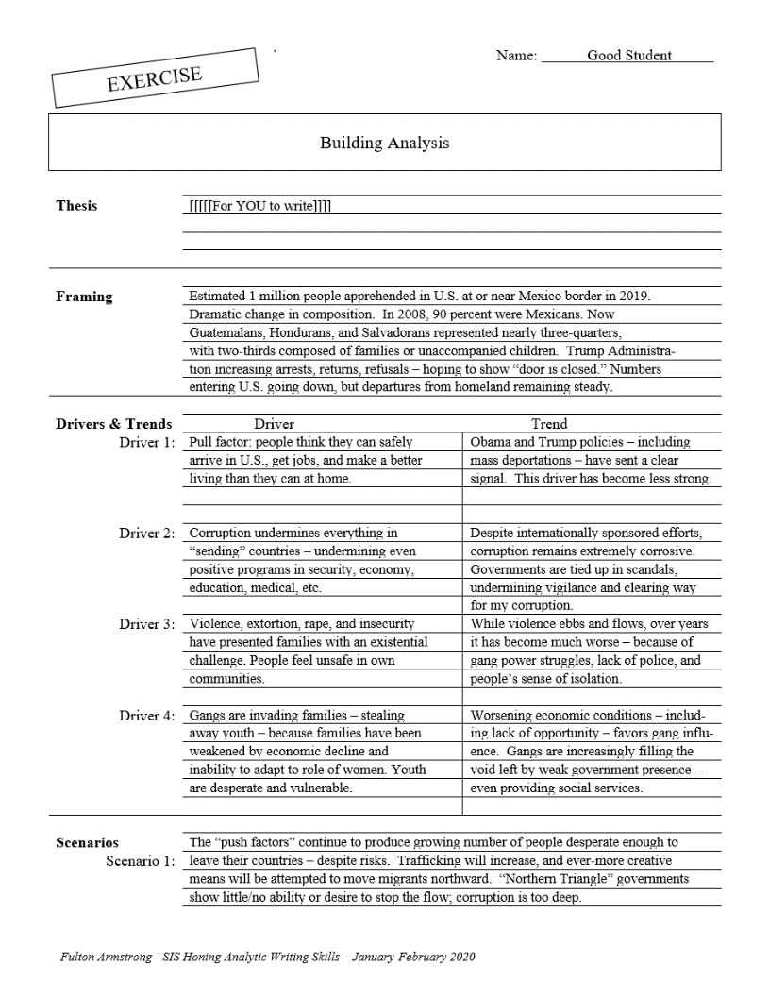 EXERCISE
`
Name: Good Student
Building Analysis
Thesis [[[[[For YOU to write]]]]
Framing Estimated 1 million people apprehended in U.S. at or near Mexico border in 2019.
Dramatic change in composition. In 2008, 90 percent were Mexicans. Now
Guatemalans, Hondurans, and Salvadorans represented nearly three-quarters,
with two-thirds composed of families or unaccompanied children. Trump Administra-
tion increasing arrests, returns, refusals – hoping to show “door is closed.” Numbers
entering U.S. going down, but departures from homeland remaining steady.
Drivers & Trends Driver Trend
Driver 1: Pull factor: people think they can safely Obama and Trump policies – including
arrive in U.S., get jobs, and make a better mass deportations – have sent a clear
living than they can at home. signal. This driver has become less strong.
Driver 2: Corruption undermines everything in Despite internationally sponsored efforts,
“sending” countries – undermining even corruption remains extremely corrosive.
positive programs in security, economy, Governments are tied up in scandals,
education, medical, etc. undermining vigilance and clearing way
for my corruption.
Driver 3: Violence, extortion, rape, and insecurity While violence ebbs and flows, over years
have presented families with an existential it has become much worse – because of
challenge. People feel unsafe in own gang power struggles, lack of police, and
communities. people’s sense of isolation.
Driver 4: Gangs are invading families – stealing Worsening economic conditions – includ-
away youth – because families have been ing lack of opportunity – favors gang influ-
weakened by economic decline and ence. Gangs are increasingly filling the
inability to adapt to role of women. Youth void left by weak government presence --
are desperate and vulnerable. even providing social services.
Scenarios The “push factors” continue to produce growing number of people desperate enough to
Scenario 1: leave their countries – despite risks. Trafficking will increase, and ever-more creative
means will be attempted to move migrants northward. “Northern Triangle” governments
show little/no ability or desire to stop the flow; corruption is too deep.
Fulton Armstrong - SIS Honing Analytic Writing Skills – January-February 2020